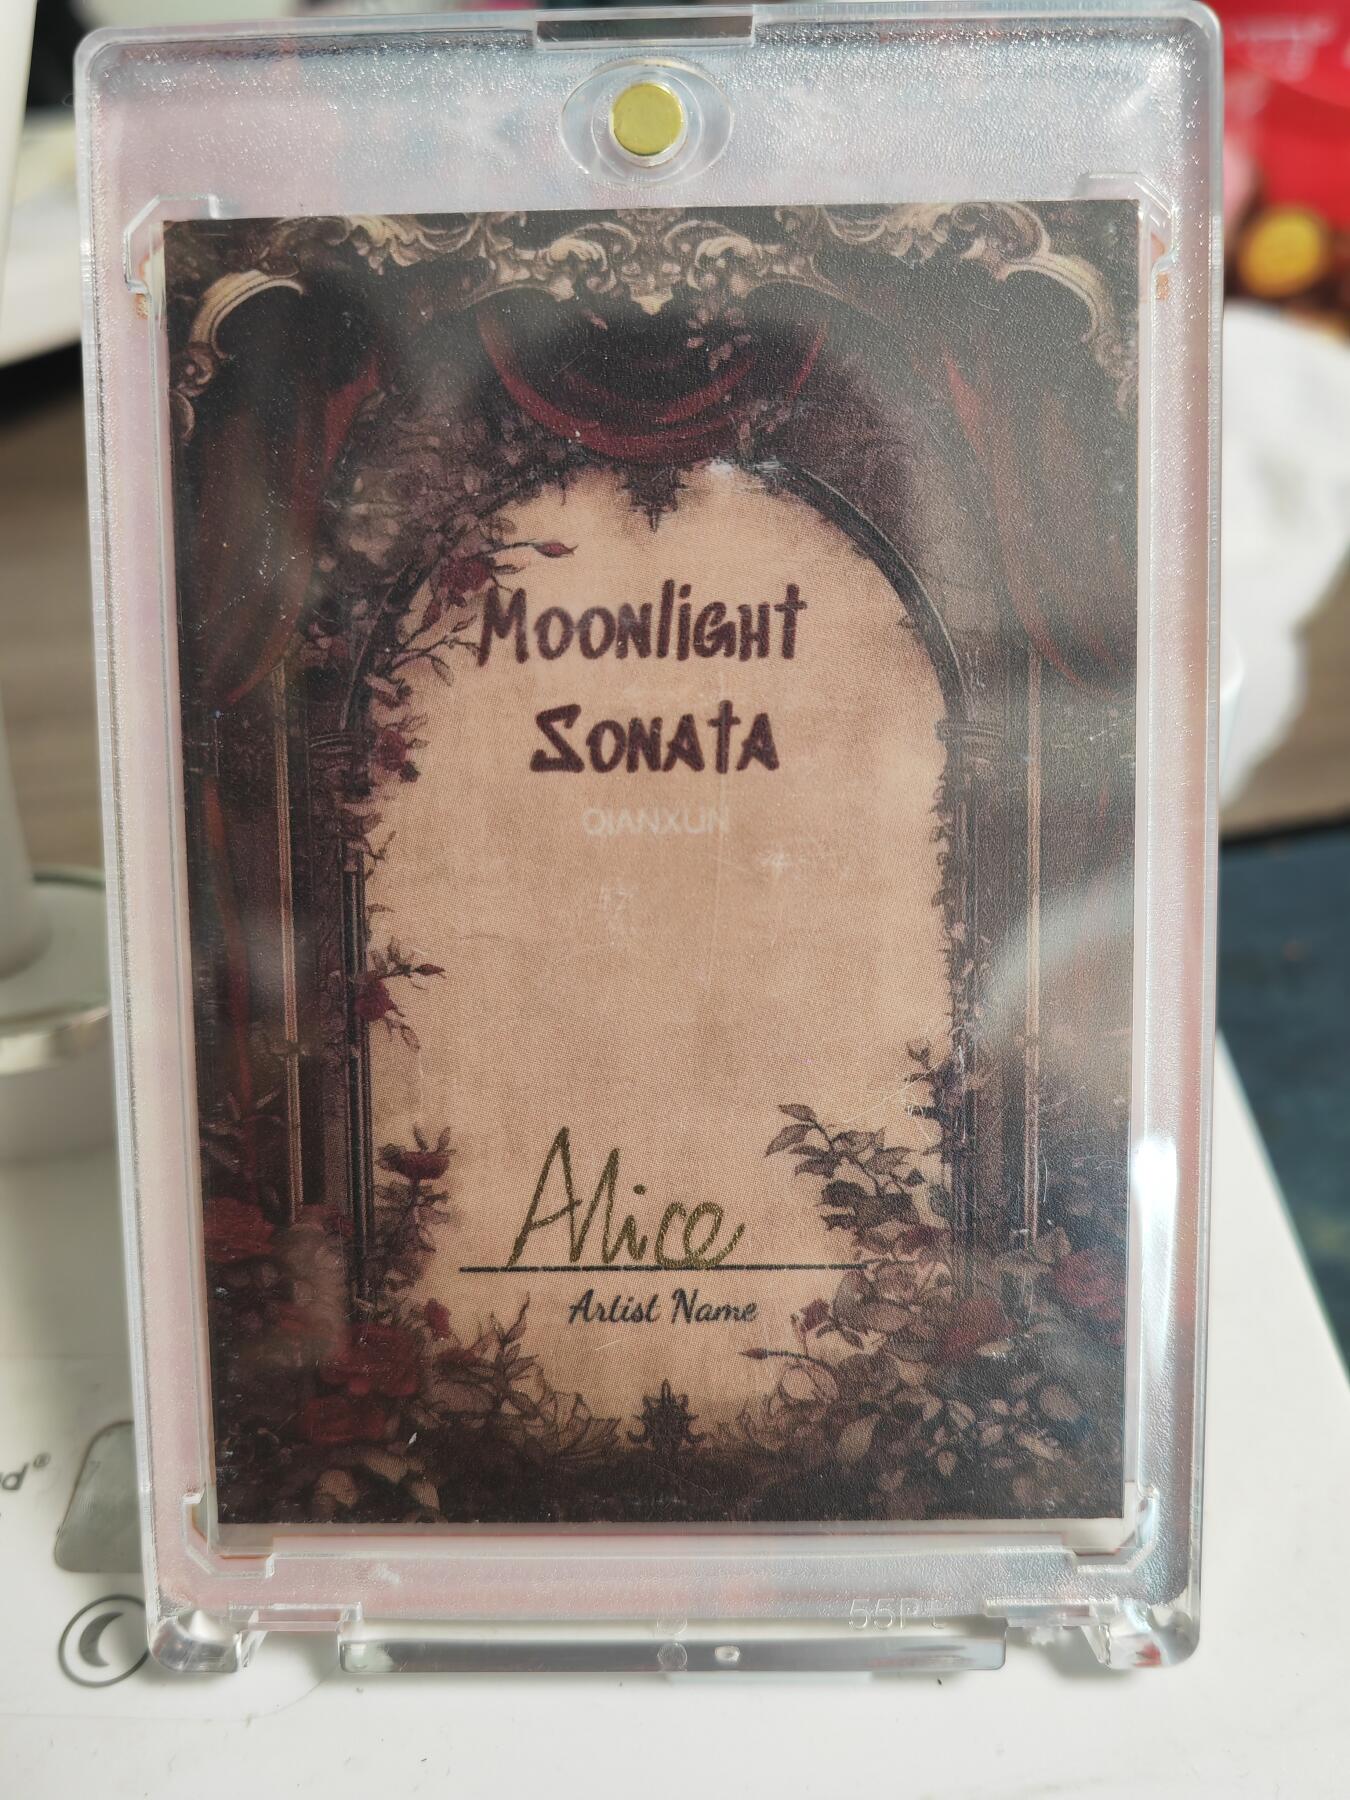 Moonlight
Sonata
QIANXUN
Alice
Artist Name
55Pt